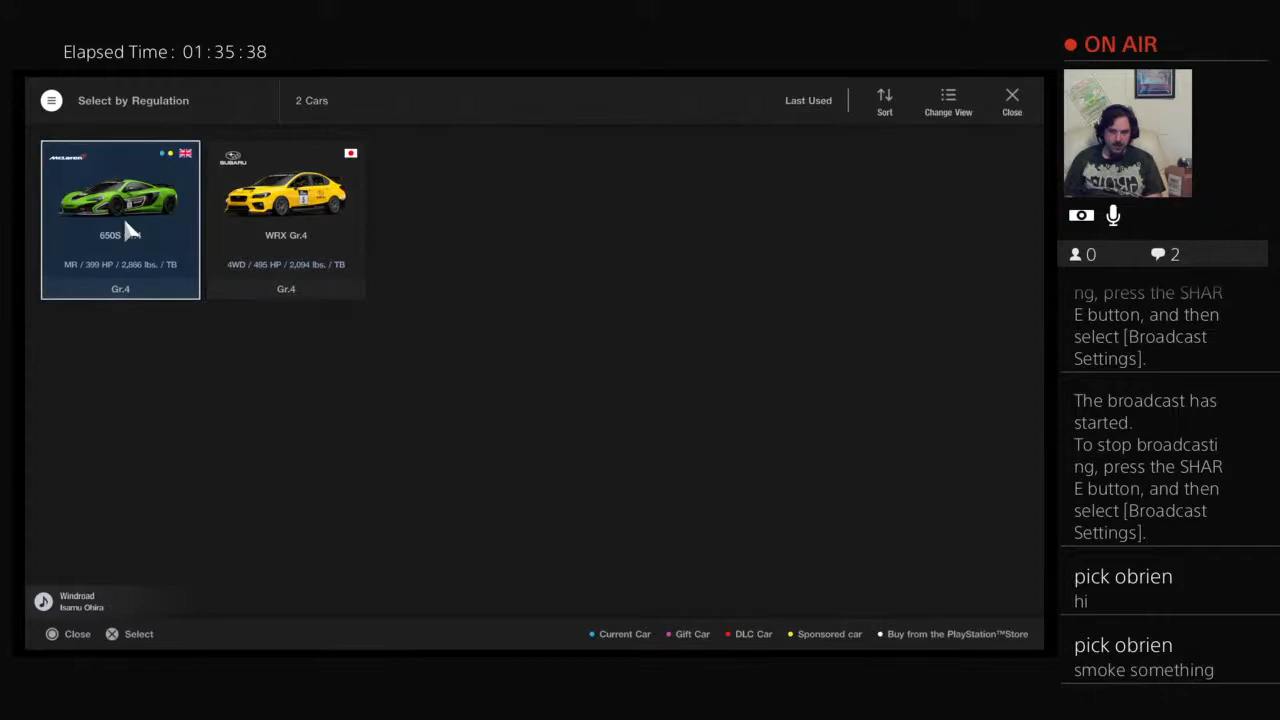 Elapsed Time: 01:35:38
ON AIR
Select by Regulation
2 Cars
Last Used
Sort
Change View
Close
McLaren
SUBARU
650S
WRX Gr.4
MR / 399 HP / 2,866 lbs. / TB
4WD / 495 HP / 2,094 lbs. / TB
Gr.4
Gr.4
0
2
ng, press the SHAR
E button, and then
select [Broadcast
Settings].
The broadcast has
started.
To stop broadcasti
ng, press the SHAR
E button, and then
select [Broadcast
Settings].
pick obrien
hi
pick obrien
smoke something
Windroad
Isamu Ohira
Close
Select
Current Car
Gift Car
DLC Car
Sponsored car
Buy from the PlayStation™Store